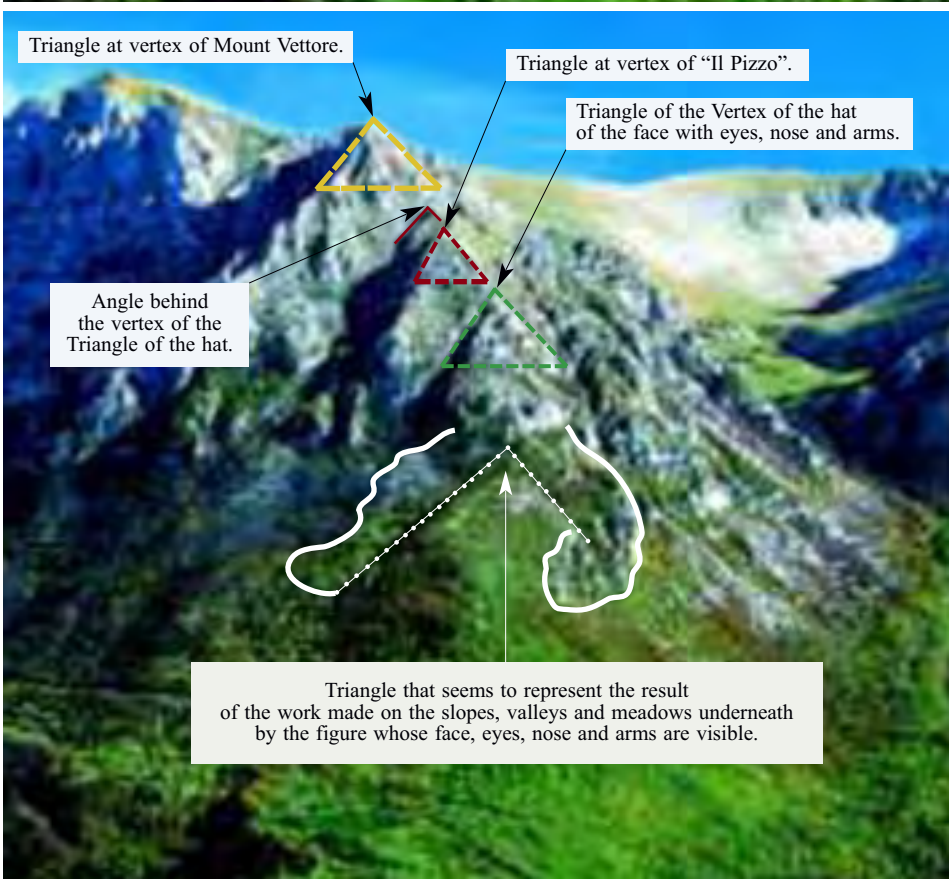 Triangle at vertex of Mount Vettore.
Triangle at vertex of “Il Pizzo”.
Triangle of the Vertex of the hat
of the face with eyes, nose and arms.
Angle behind
the vertex of the
Triangle of the hat.
Triangle that seems to represent the result
of the work made on the slopes, valleys and meadows underneath
by the figure whose face, eyes, nose and arms are visible.